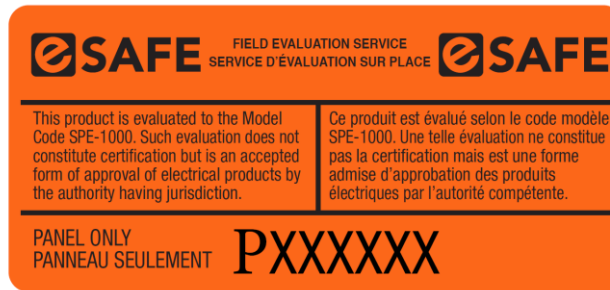 e SAFE FIELD EVALUATION SERVICE e SAFE
SERVICE D'ÉVALUATION SUR PLACE
This product is evaluated to the Model
Code SPE-1000. Such evaluation does not
constitute certification but is an accepted
form of approval of electrical products by
the authority having jurisdiction.
Ce produit est évalué selon le code modèle
SPE-1000. Une telle évaluation ne constitue
pas la certification mais est une forme
admise d'approbation des produits
électriques par l'autorité compétente.
PANEL ONLY
PANNEAU SEULEMENT
PXXXXXX